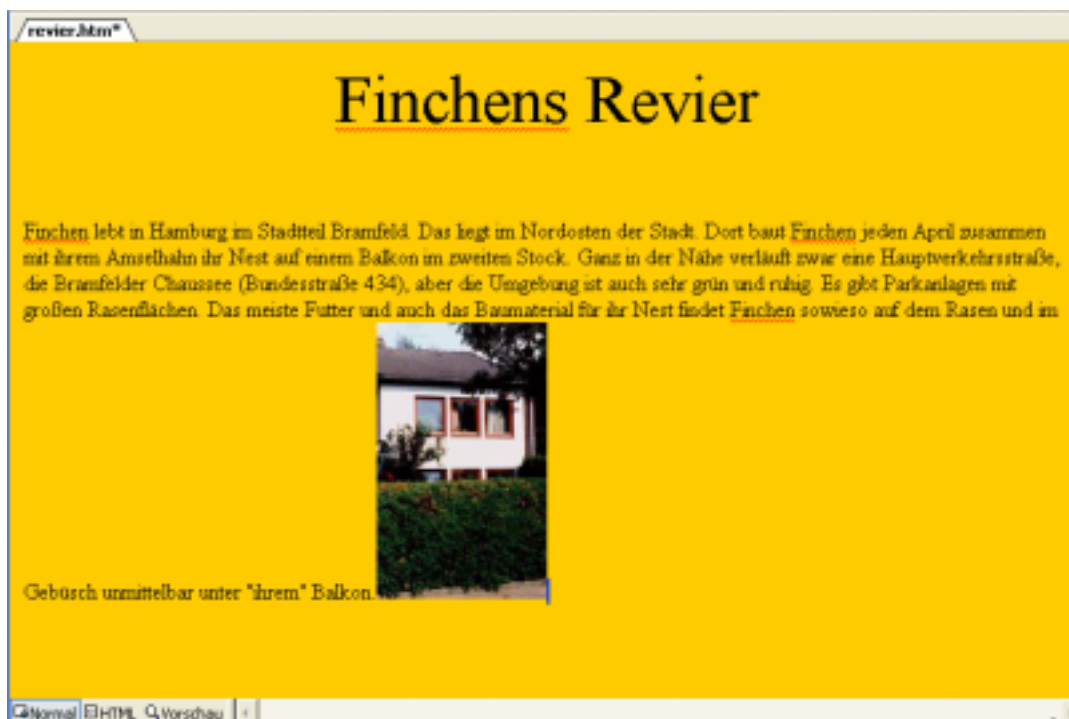 revier.htm*
Finchens Revier
Finchen lebt in Hamburg im Stadtteil Bramfeld. Das liegt im Nordosten der Stadt. Dort baut Finchen jeden April zusammen
mit ihrem Amselhahn ihr Nest auf einem Balkon im zweiten Stock. Ganz in der Nähe verläuft zwar eine Hauptverkehrsstraße,
die Bramfelder Chaussee (Bundesstraße 434), aber die Umgebung ist auch sehr grün und ruhig. Es gibt Parkanlagen mit
großen Rasenflächen. Das meiste Futter und auch das Baumaterial für ihr Nest findet Finchen sowieso auf dem Rasen und im
Gebüsch unmittelbar unter "ihrem" Balkon.
Normal HTML Vorschau